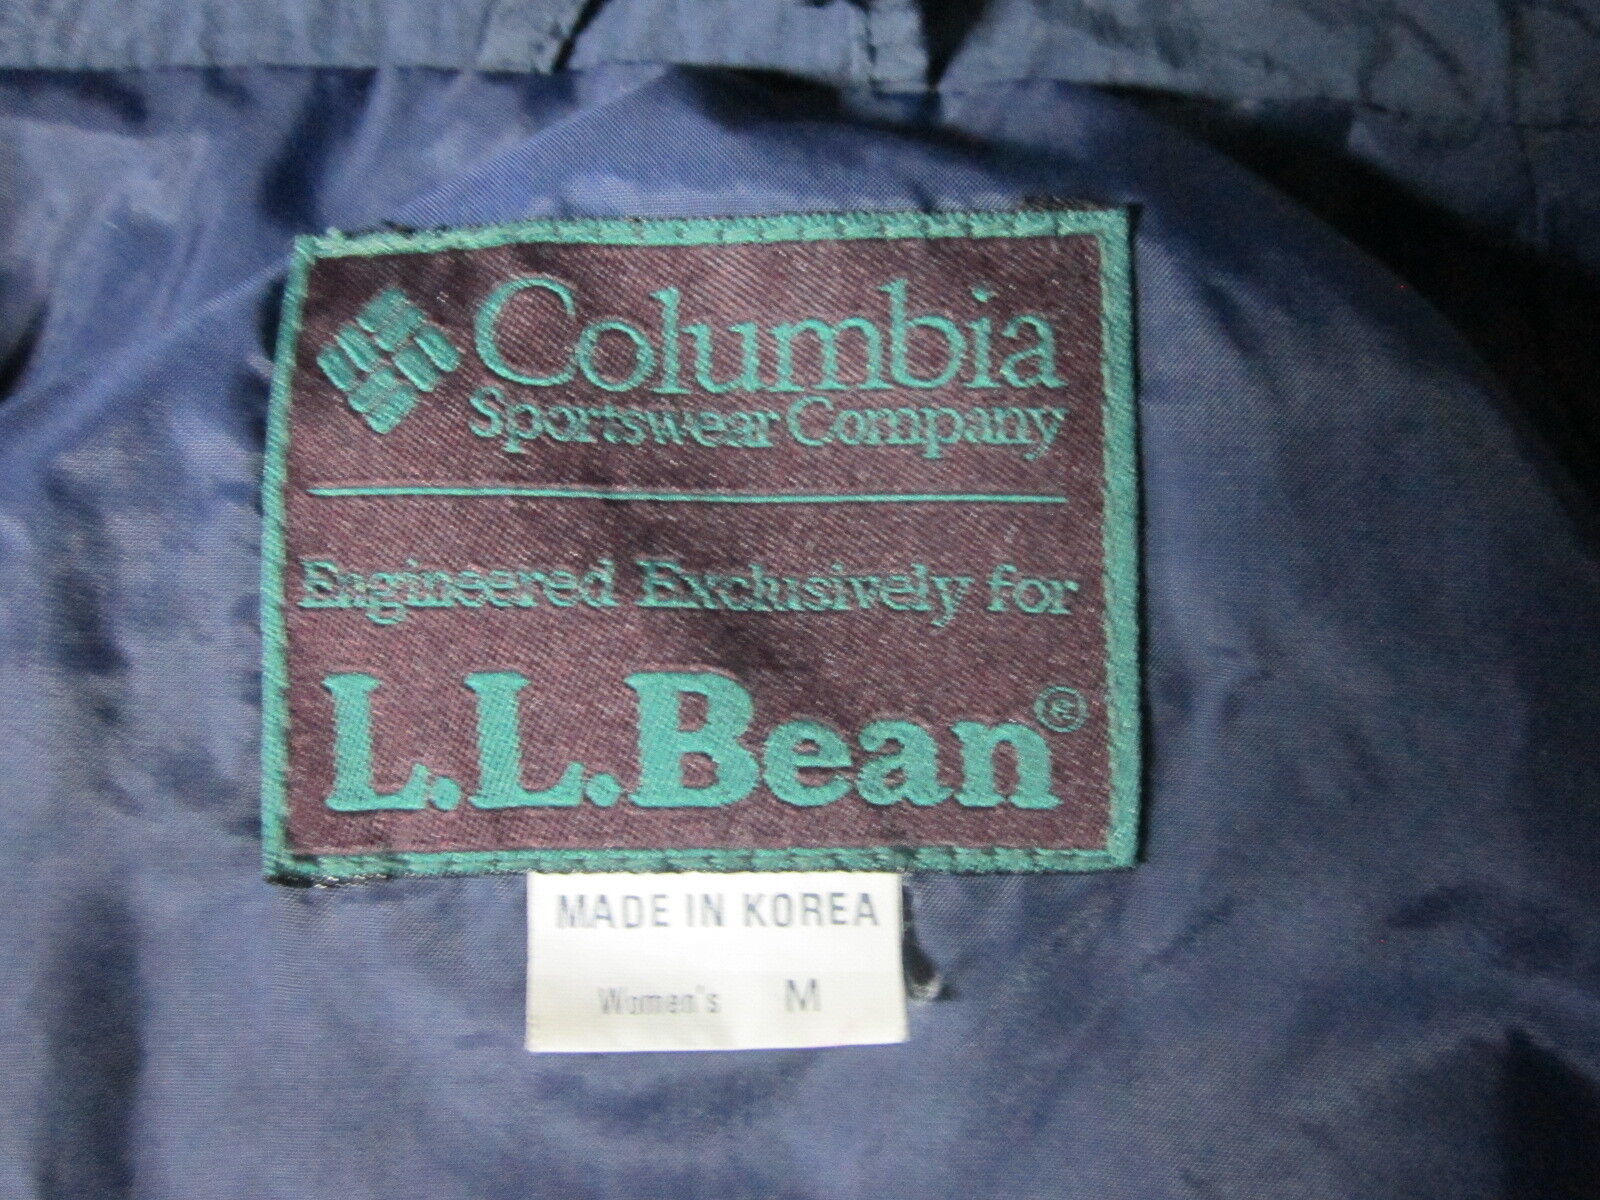 Columbia
Sportswear Company
Engineered Exclusively for
L.L.Bean®
MADE IN KOREA
Women's M